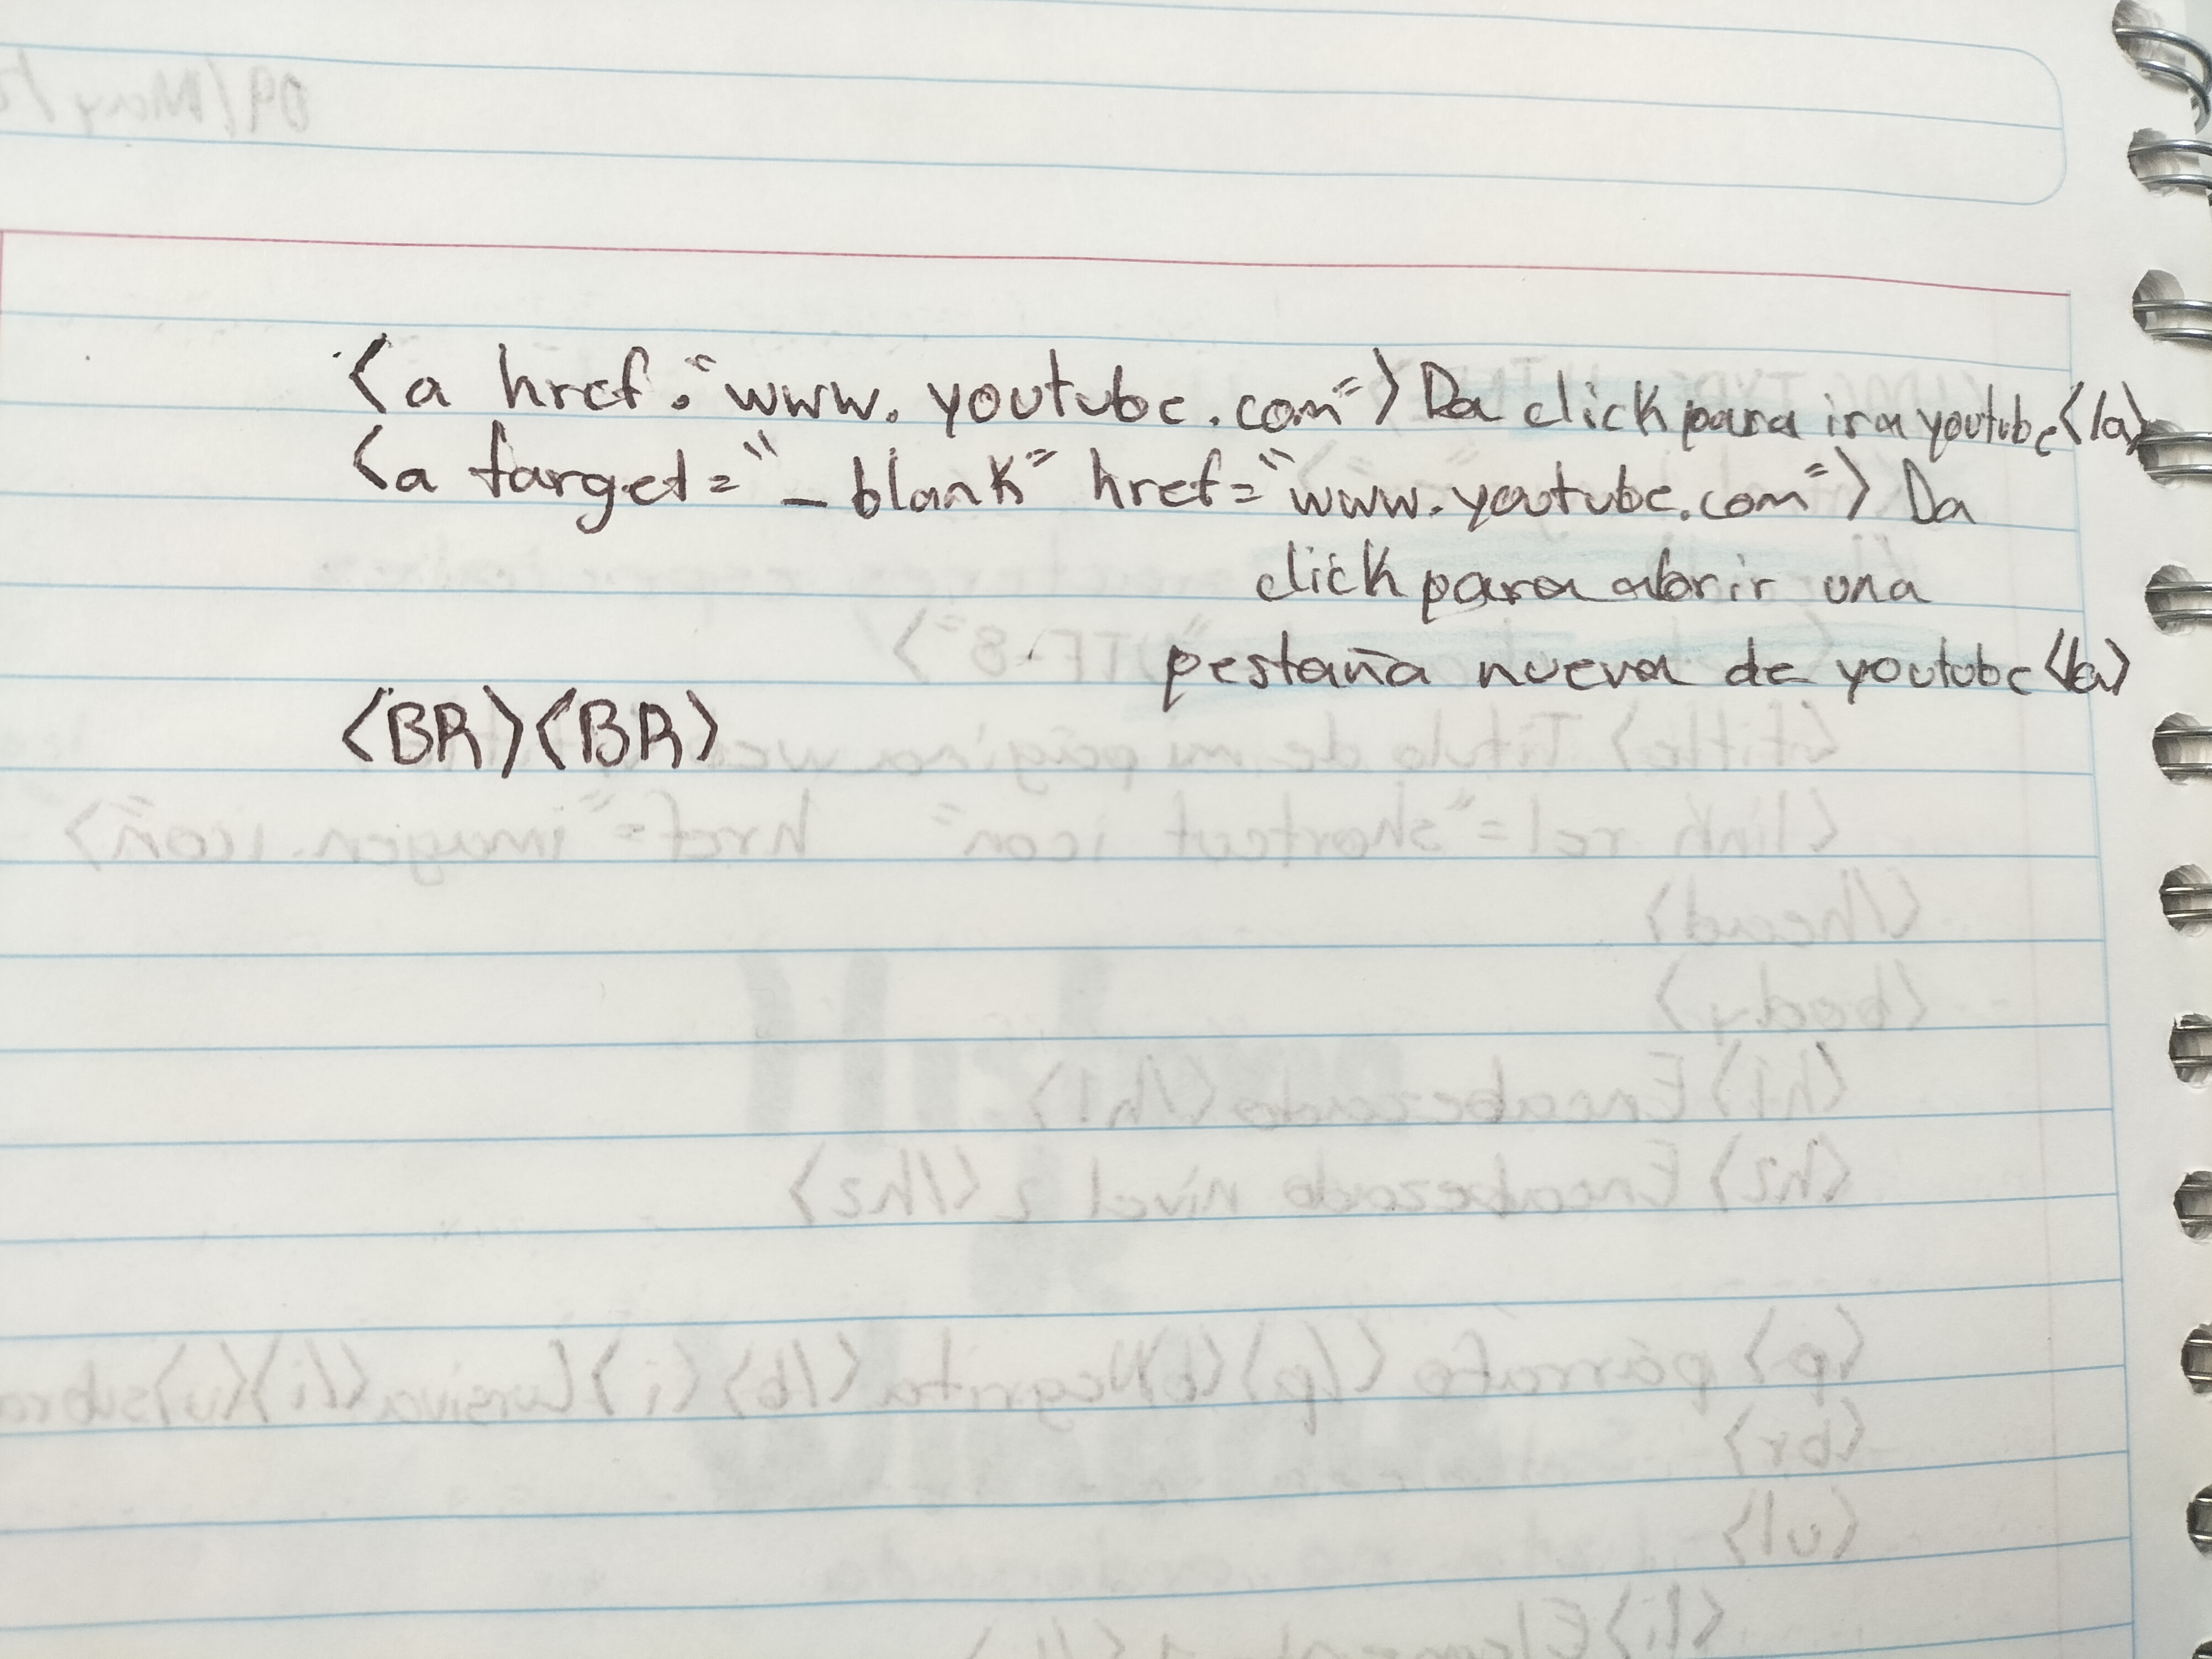 <a href."www.youtube.com">Da click para ir a youtube</a>
<a target="_blank" href="www.youtube.com"> Da
click para abrir una
pestaña nueva de youtube</a>
<BR><BR>